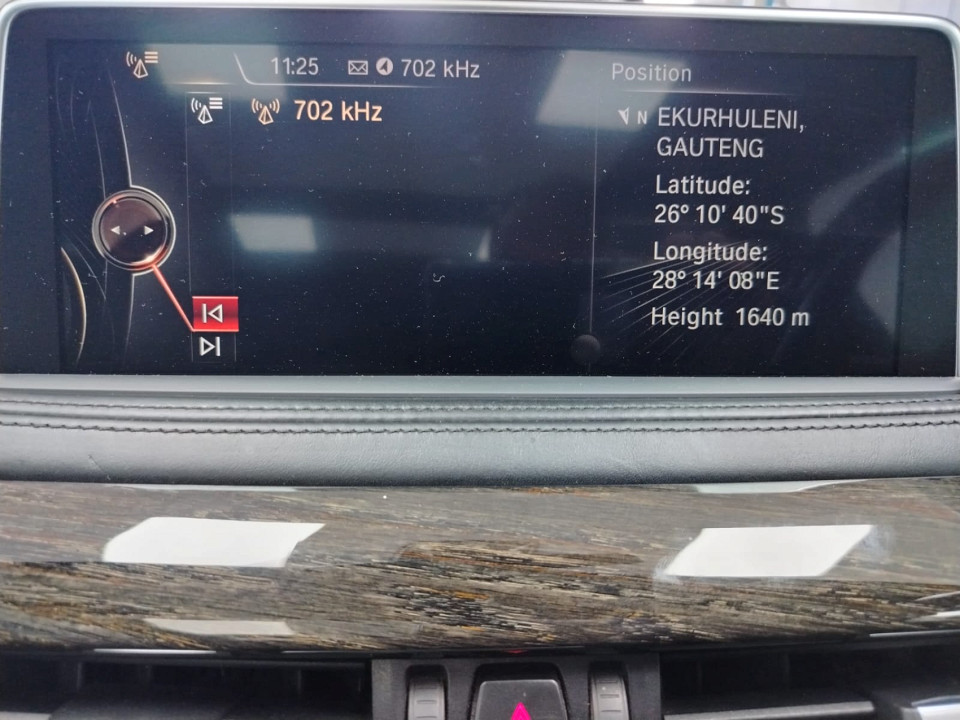 11:25 702 kHz
702 kHz
Position
N EKURHULENI,
GAUTENG
Latitude:
26° 10' 40"S
Longitude:
28° 14' 08"E
Height 1640 m